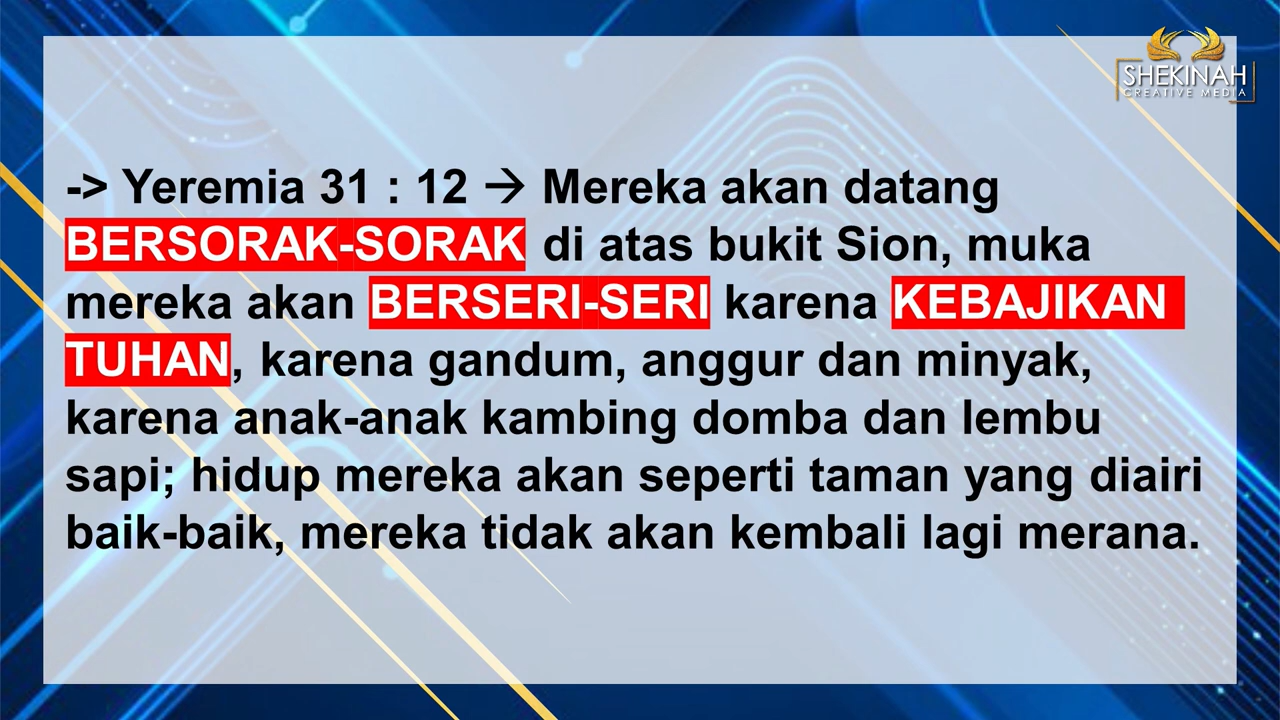 SHEKINAH
CREATIVE MEDIA
-> Yeremia 31 : 12 → Mereka akan datang
BERSORAK-SORAK di atas bukit Sion, muka
mereka akan BERSERI-SERI karena KEBAJIKAN
TUHAN, karena gandum, anggur dan minyak,
karena anak-anak kambing domba dan lembu
sapi; hidup mereka akan seperti taman yang diairi
baik-baik, mereka tidak akan kembali lagi merana.